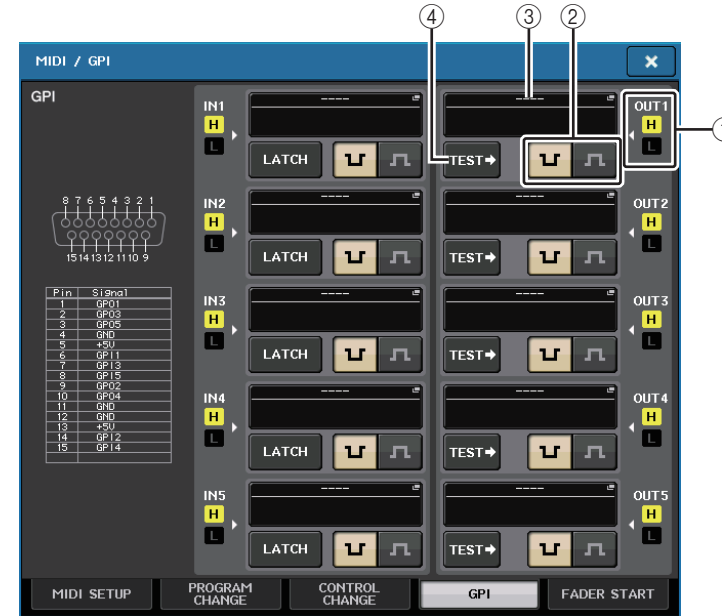 ④ ③ ②
MIDI / GPI ×
GPI
IN1 ---- ---- OUT1
H H
L L
LATCH TEST→
8 7 6 5 4 3 2 1
15 14 13 12 11 10 9
IN2 ---- ---- OUT2
H H
L L
LATCH TEST→
Pin Signal
1 GPO1
2 GPO3
3 GPO5
4 GND
5 +5V
6 GPI1
7 GPI3
8 GPI5
9 GPO2
10 GPO4
11 GND
12 GND
13 +5V
14 GPI2
15 GPI4
IN3 ---- ---- OUT3
H H
L L
LATCH TEST→
IN4 ---- ---- OUT4
H H
L L
LATCH TEST→
IN5 ---- ---- OUT5
H H
L L
LATCH TEST→
MIDI SETUP PROGRAM CHANGE CONTROL CHANGE GPI FADER START